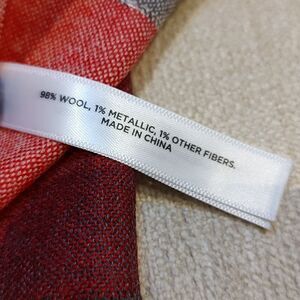 98% WOOL, 1% METALLIC, 1% OTHER FIBERS.
MADE IN CHINA